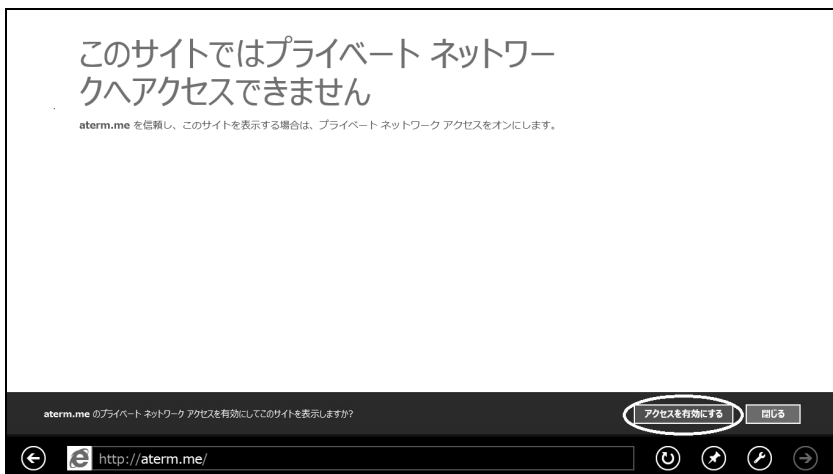 このサイトではプライベート ネットワー
クへアクセスできません
aterm.me を信頼し、このサイトを表示する場合は、プライベート ネットワーク アクセスをオンにします。
aterm.me のプライベート ネットワーク アクセスを有効にしてこのサイトを表示しますか?
アクセスを有効にする
閉じる
http://aterm.me/